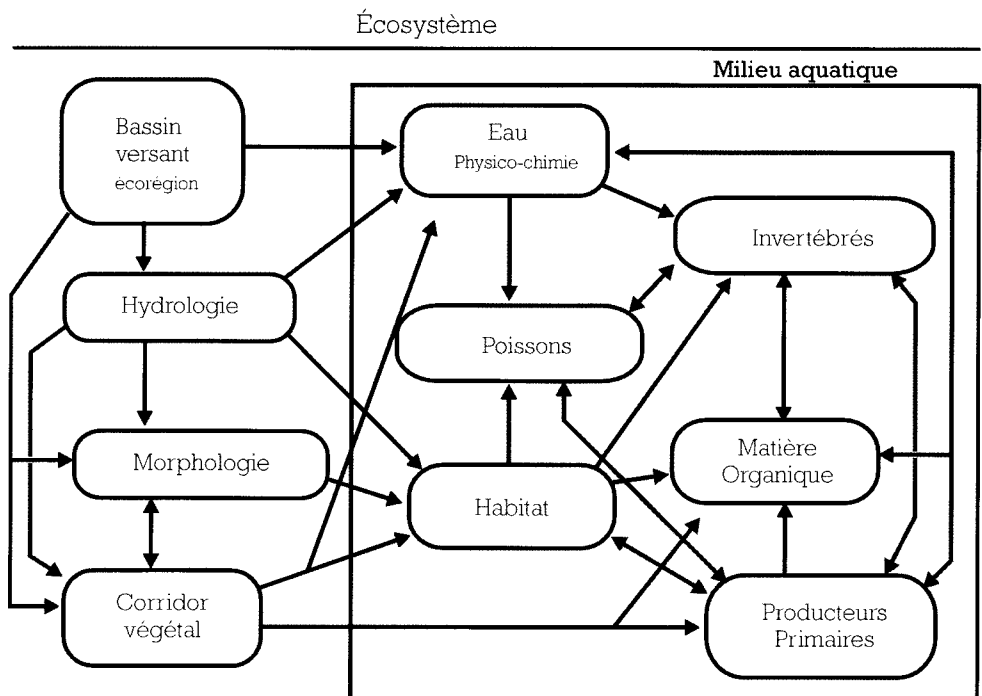 Écosystème
Milieu aquatique
Bassin
versant
écorégion
Eau
Physico-chimie
Invertébrés
Hydrologie
Poissons
Morphologie
Matière
Organique
Habitat
Corridor
végétal
Producteurs
Primaires